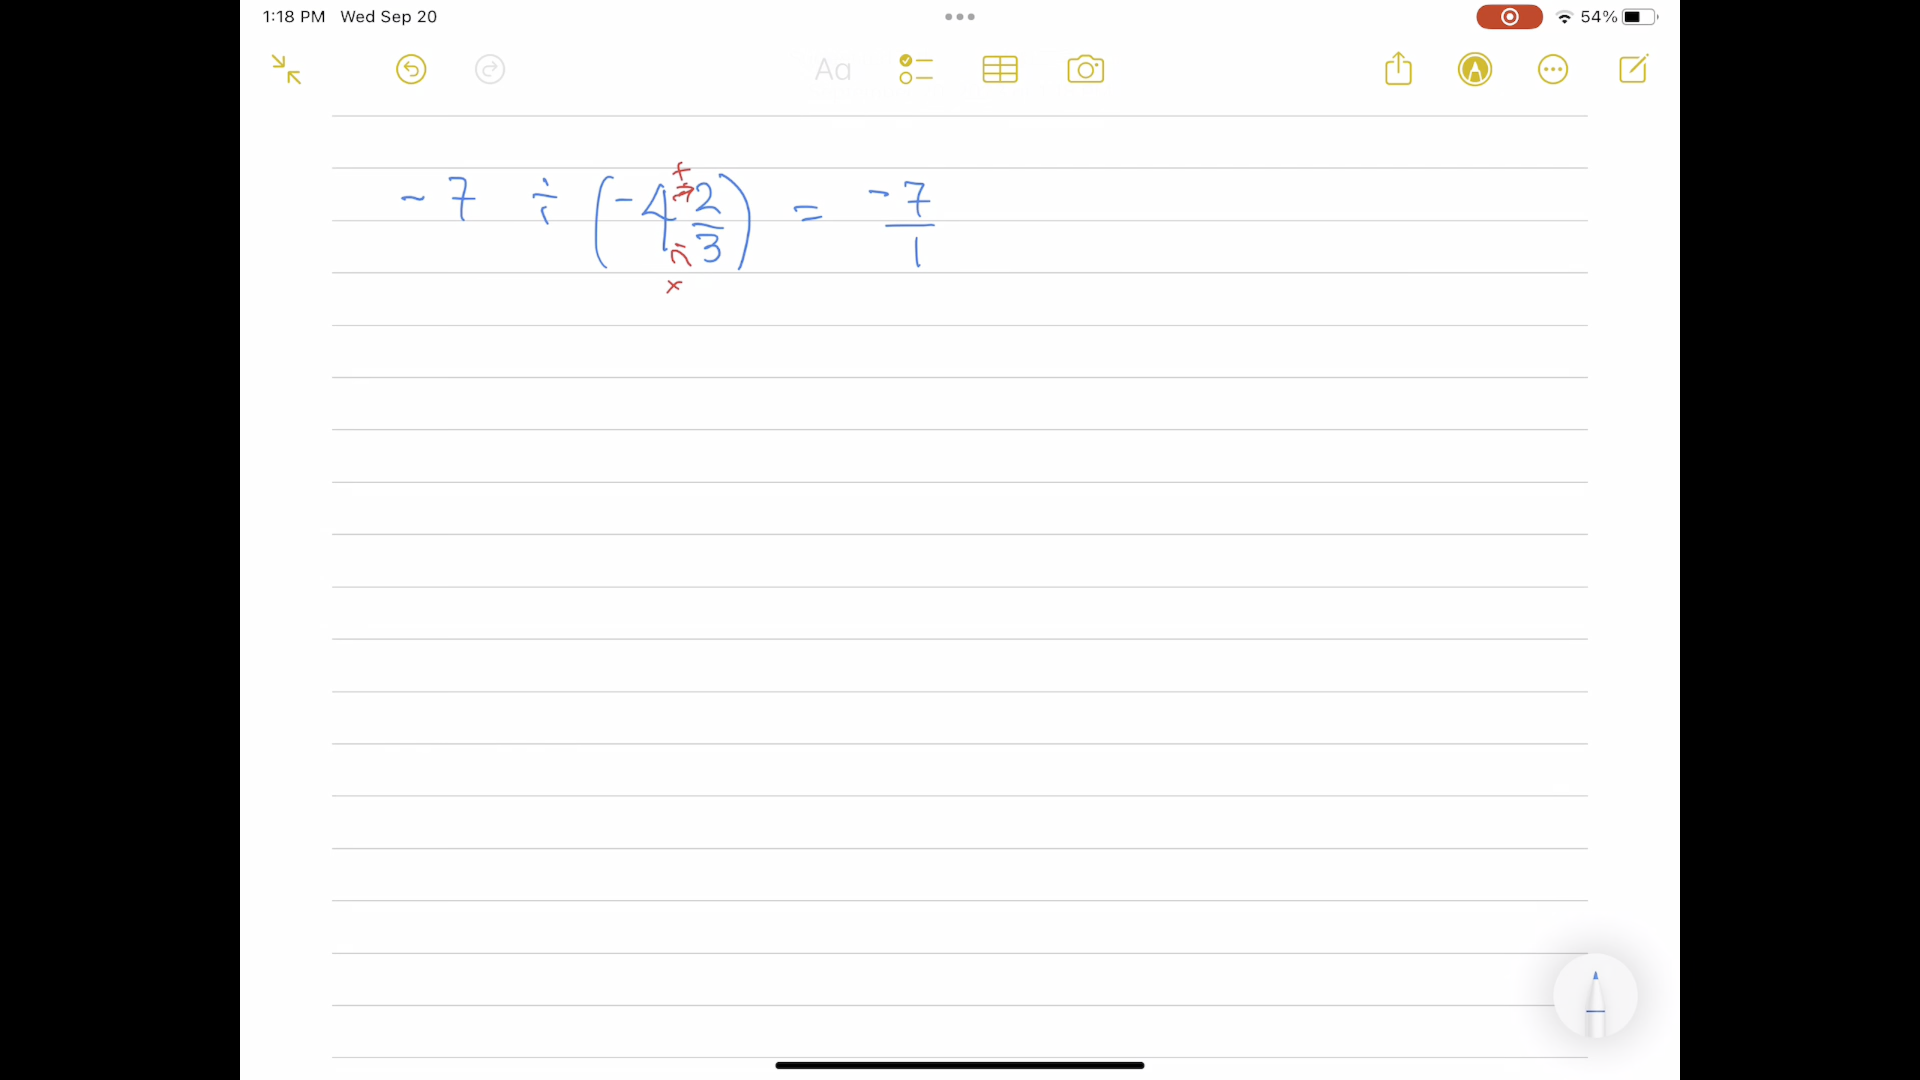 1:18 PM Wed Sep 20
54%
Aa
-7 ÷ (-4 2/3) = -7/1
+
×